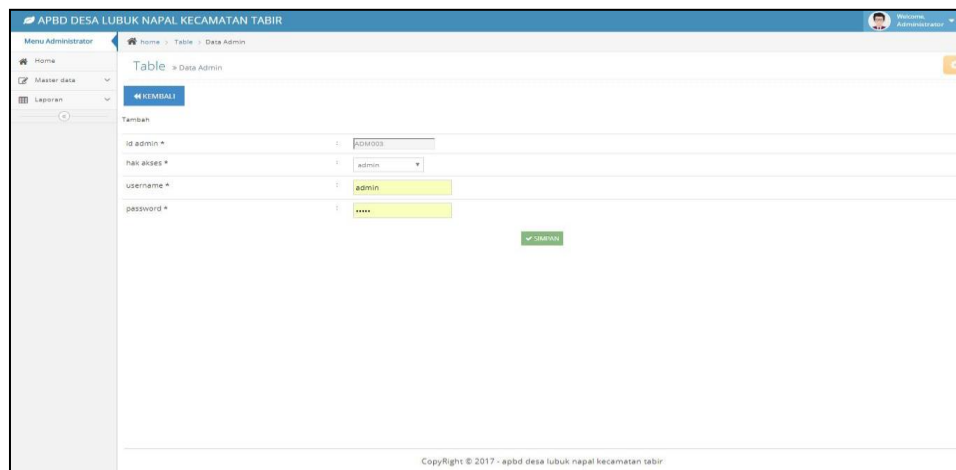 APBD DESA LUBUK NAPAL KECAMATAN TABIR
Welcome,
Administrator
Menu Administrator
home > Table > Data Admin
Home
Master data
Laporan
Table » Data Admin
KEMBALI
Tambah
id admin * : ADM003
hak akses * : admin
username * : admin
password * : •••••
SIMPAN
CopyRight © 2017 - apbd desa lubuk napal kecamatan tabir